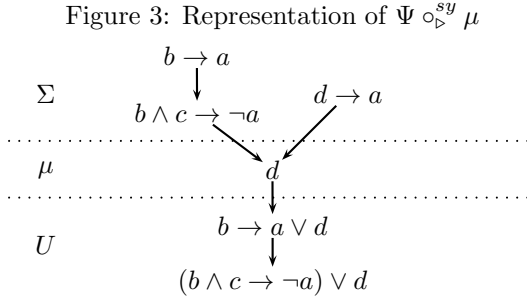 Figure 3: Representation of Ψ ∘▷^sy μ
b → a
Σ
d → a
b ∧ c → ¬a
μ
d
b → a ∨ d
U
(b ∧ c → ¬a) ∨ d